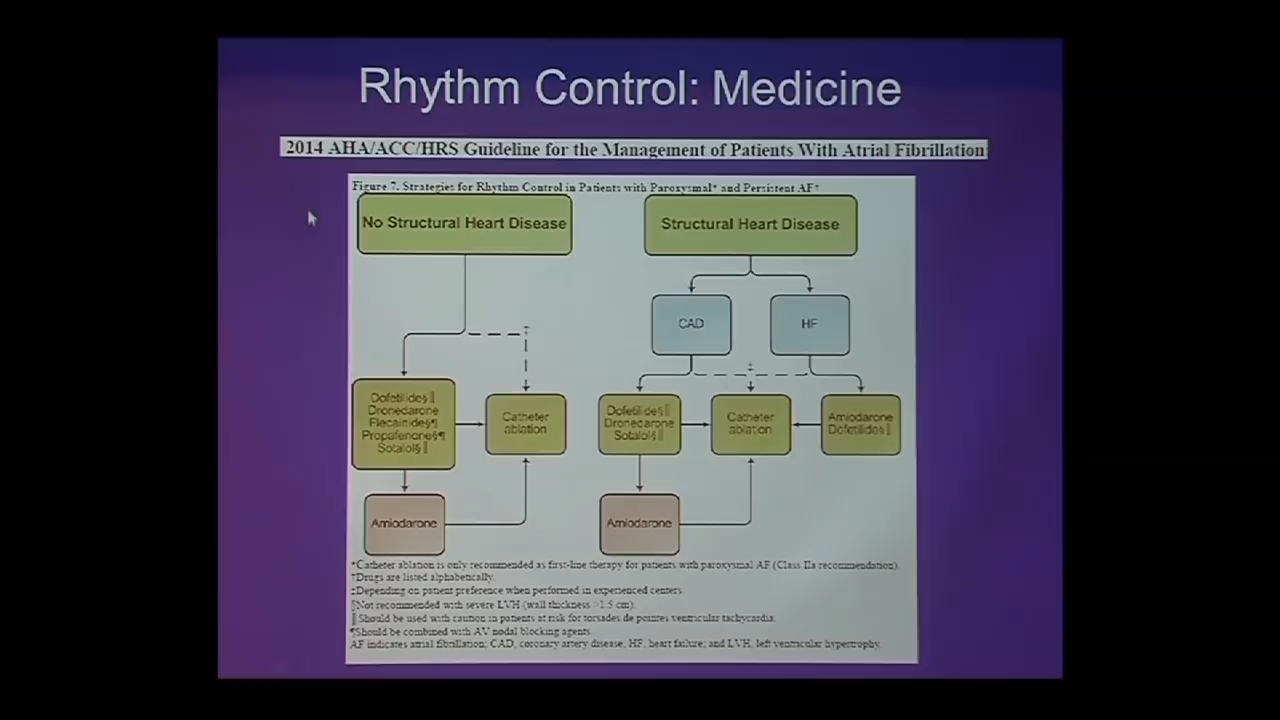 Rhythm Control: Medicine
2014 AHA/ACC/HRS Guideline for the Management of Patients With Atrial Fibrillation
Figure 7. Strategies for Rhythm Control in Patients with Paroxysmal* and Persistent AF†
No Structural Heart Disease
Structural Heart Disease
CAD
HF
‡
‡
Dofetilide§‖
Dronedarone
Flecainide§¶
Propafenone§¶
Sotalol§‖
Catheter
ablation
Dofetilide§‖
Dronedarone
Sotalol§‖
Catheter
ablation
Amiodarone
Dofetilide§‖
Amiodarone
Amiodarone
*Catheter ablation is only recommended as first-line therapy for patients with paroxysmal AF (Class IIa recommendation).
†Drugs are listed alphabetically.
‡Depending on patient preference when performed in experienced centers.
§Not recommended with severe LVH (wall thickness >1.5 cm).
‖Should be used with caution in patients at risk for torsades de pointes ventricular tachycardia.
¶Should be combined with AV nodal blocking agents.
AF indicates atrial fibrillation; CAD, coronary artery disease; HF, heart failure; and LVH, left ventricular hypertrophy.